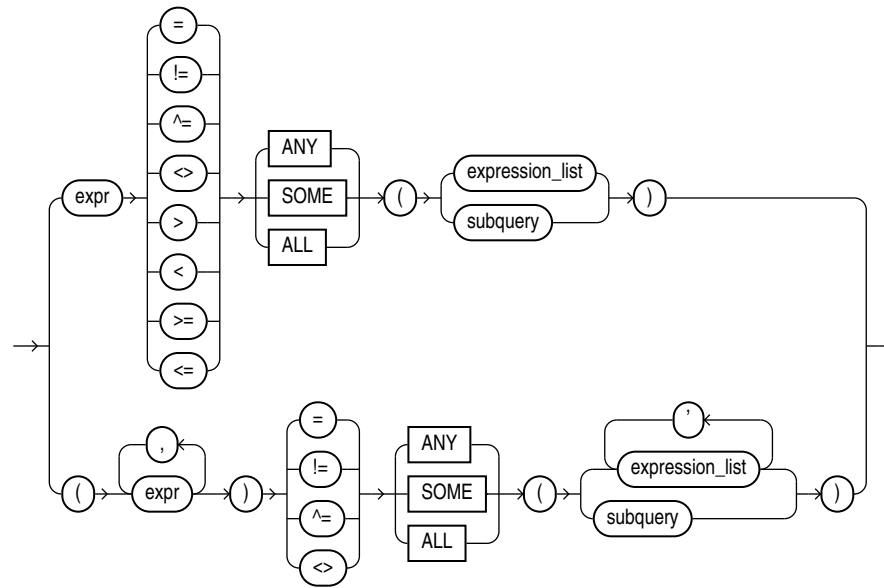 =
!=
^=
<>
>
<
>=
<=
expr
ANY
SOME
ALL
(
expression_list
subquery
)
(
,
expr
)
=
!=
^=
<>
ANY
SOME
ALL
(
,
expression_list
subquery
)